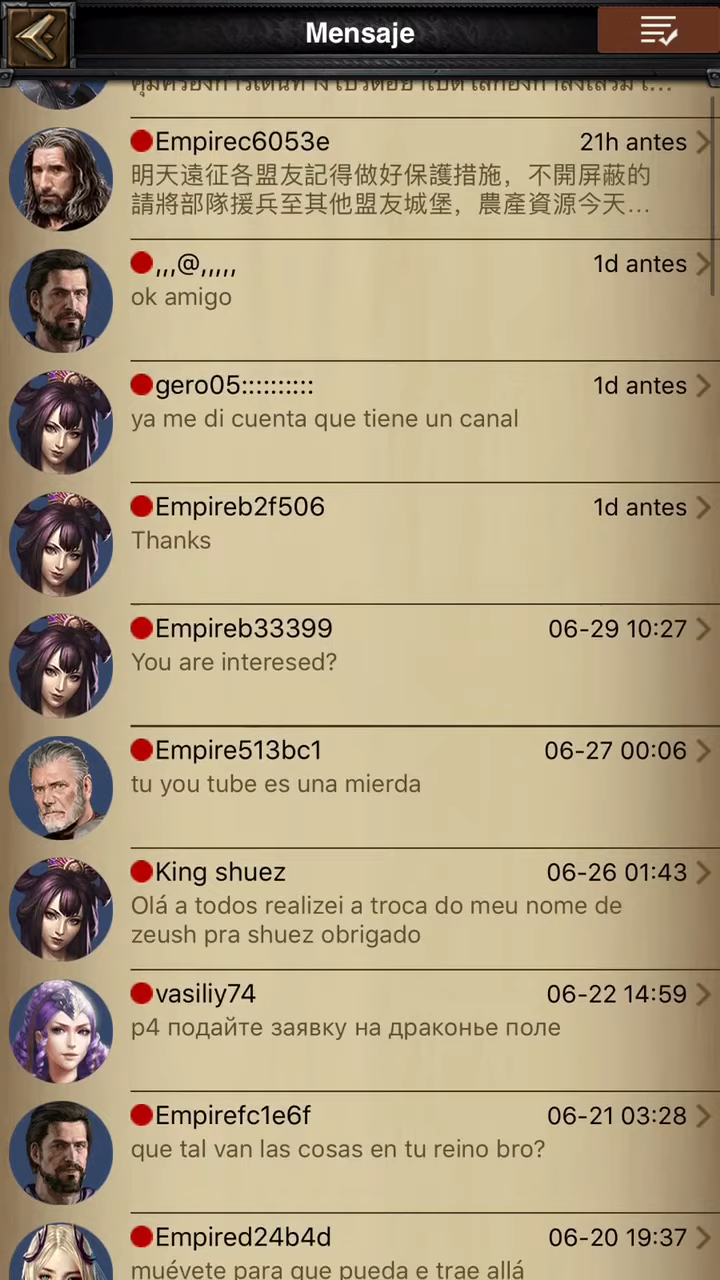 Mensaje
Empirec6053e
21h antes
明天遠征各盟友記得做好保護措施，不開屏蔽的
請將部隊援兵至其他盟友城堡，農產資源今天...
,,,@,,,,,
1d antes
ok amigo
gero05::::::::::
1d antes
ya me di cuenta que tiene un canal
Empireb2f506
1d antes
Thanks
Empireb33399
06-29 10:27
You are interesed?
Empire513bc1
06-27 00:06
tu you tube es una mierda
King shuez
06-26 01:43
Olá a todos realizei a troca do meu nome de
zeush pra shuez obrigado
vasiliy74
06-22 14:59
р4 подайте заявку на драконье поле
Empirefc1e6f
06-21 03:28
que tal van las cosas en tu reino bro?
Empired24b4d
06-20 19:37
muévete para que pueda e trae allá